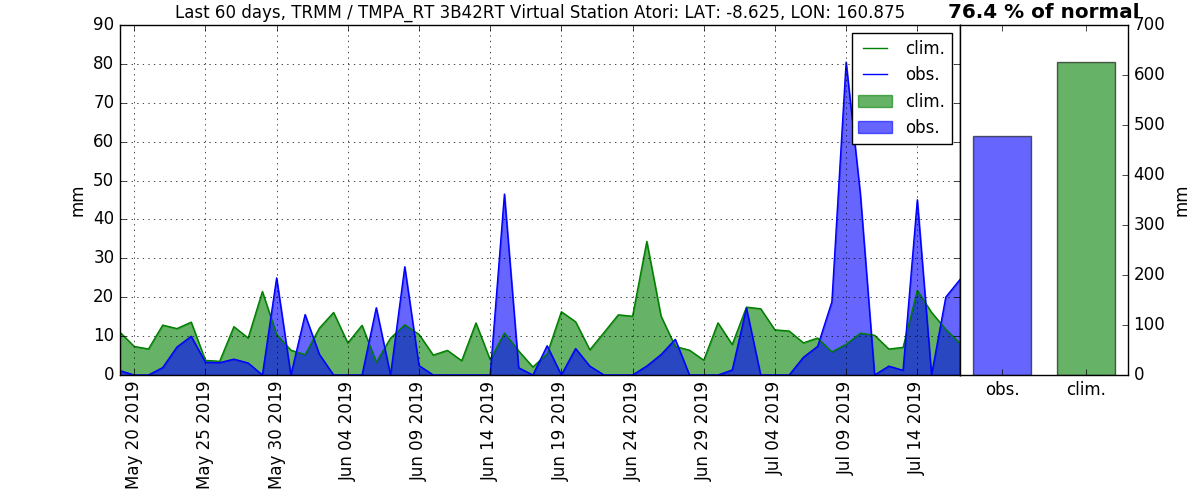 Last 60 days, TRMM / TMPA_RT 3B42RT Virtual Station Atori: LAT: -8.625, LON: 160.875
76.4 % of normal
90
80
70
60
50
40
30
20
10
0
mm
clim.
obs.
clim.
obs.
May 20 2019
May 25 2019
May 30 2019
Jun 04 2019
Jun 09 2019
Jun 14 2019
Jun 19 2019
Jun 24 2019
Jun 29 2019
Jul 04 2019
Jul 09 2019
Jul 14 2019
700
600
500
400
300
200
100
0
mm
obs.
clim.